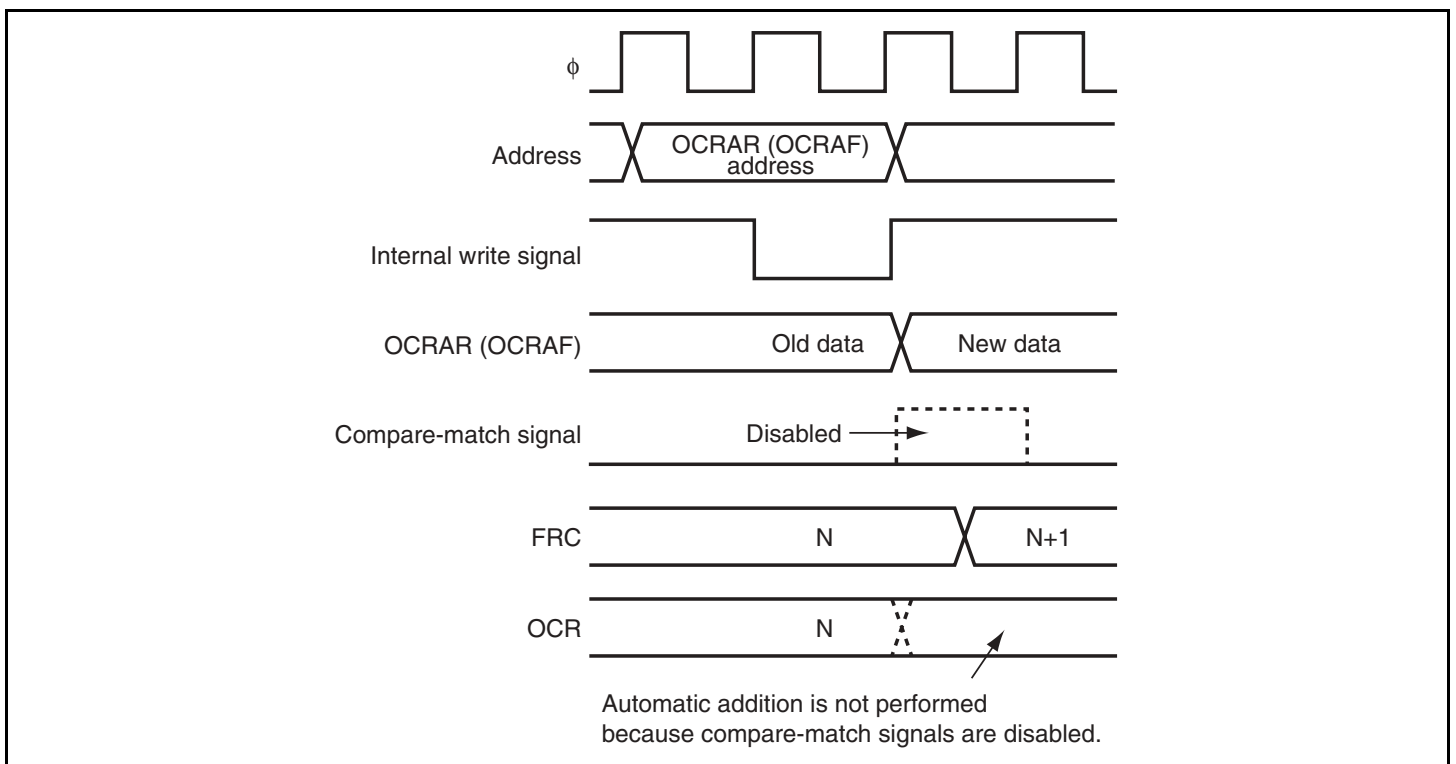 ϕ
Address
OCRAR (OCRAF)
address
Internal write signal
OCRAR (OCRAF)
Old data
New data
Compare-match signal
Disabled
FRC
N
N+1
OCR
N
Automatic addition is not performed
because compare-match signals are disabled.